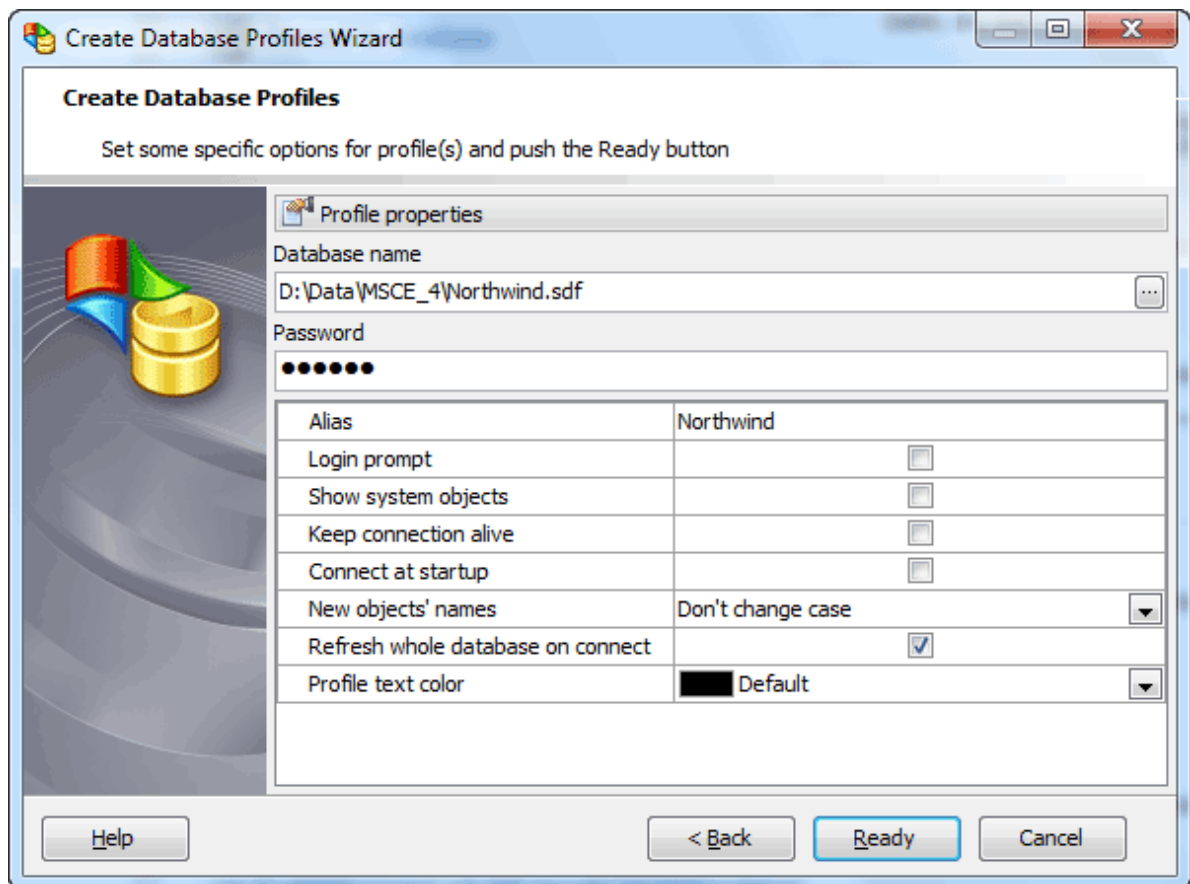 Create Database Profiles Wizard
Create Database Profiles
Set some specific options for profile(s) and push the Ready button
Profile properties
Database name
D:\Data\MSCE_4\Northwind.sdf
...
Password
●●●●●●
Alias Northwind
Login prompt
Show system objects
Keep connection alive
Connect at startup
New objects' names Don't change case
Refresh whole database on connect
Profile text color Default
Help < Back Ready Cancel